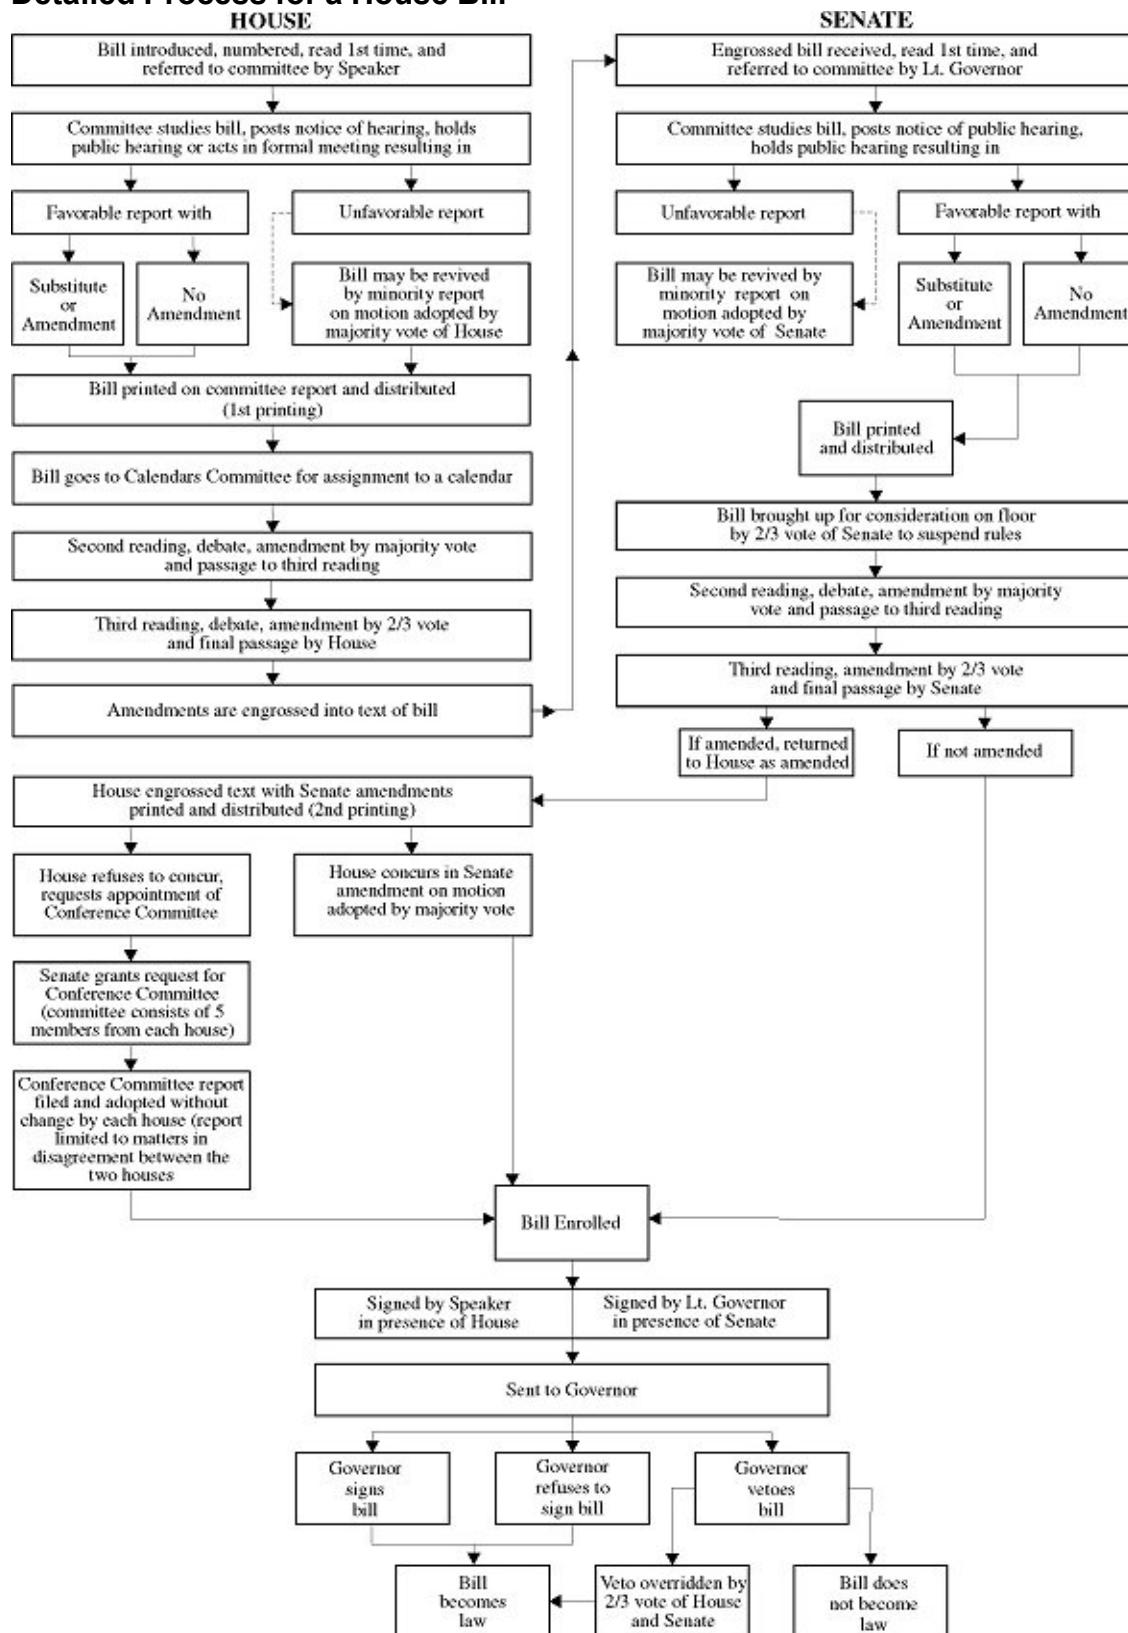 Detailed Process for a House Bill
HOUSE
Bill introduced, numbered, read 1st time, and
referred to committee by Speaker
Committee studies bill, posts notice of hearing, holds
public hearing or acts in formal meeting resulting in
Favorable report with
Unfavorable report
Substitute
or
Amendment
No
Amendment
Bill may be revived
by minority report
on motion adopted by
majority vote of House
Bill printed on committee report and distributed
(1st printing)
Bill goes to Calendars Committee for assignment to a calendar
Second reading, debate, amendment by majority vote
and passage to third reading
Third reading, debate, amendment by 2/3 vote
and final passage by House
Amendments are engrossed into text of bill
SENATE
Engrossed bill received, read 1st time, and
referred to committee by Lt. Governor
Committee studies bill, posts notice of public hearing,
holds public hearing resulting in
Unfavorable report
Favorable report with
Bill may be revived by
minority report on
motion adopted by
majority vote of Senate
Substitute
or
Amendment
No
Amendment
Bill printed
and distributed
Bill brought up for consideration on floor
by 2/3 vote of Senate to suspend rules
Second reading, debate, amendment by majority
vote and passage to third reading
Third reading, amendment by 2/3 vote
and final passage by Senate
If amended, returned
to House as amended
If not amended
House engrossed text with Senate amendments
printed and distributed (2nd printing)
House refuses to concur,
requests appointment of
Conference Committee
House concurs in Senate
amendment on motion
adopted by majority vote
Senate grants request for
Conference Committee
(committee consists of 5
members from each house)
Conference Committee report
filed and adopted without
change by each house (report
limited to matters in
disagreement between the
two houses
Bill Enrolled
Signed by Speaker
in presence of House
Signed by Lt. Governor
in presence of Senate
Sent to Governor
Governor
signs
bill
Governor
refuses to
sign bill
Governor
vetoes
bill
Bill
becomes
law
Veto overridden by
2/3 vote of House
and Senate
Bill does
not become
law